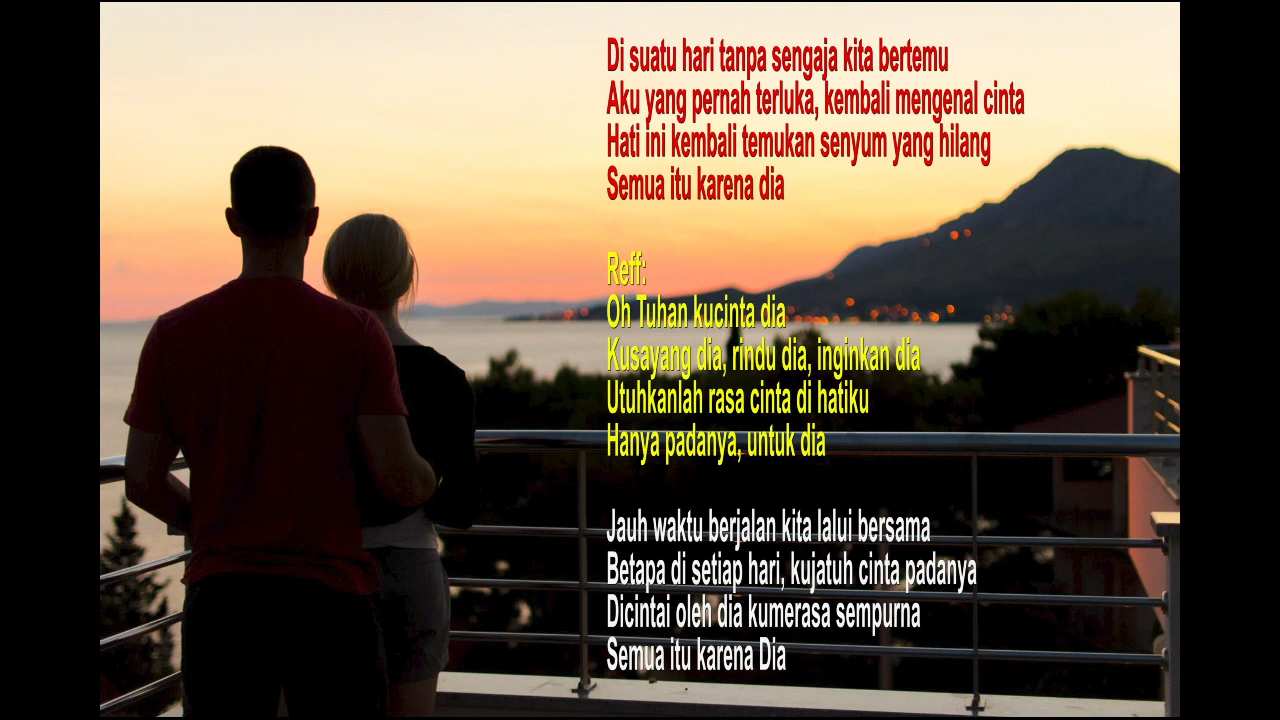 Di suatu hari tanpa sengaja kita bertemu
Aku yang pernah terluka, kembali mengenal cinta
Hati ini kembali temukan senyum yang hilang
Semua itu karena dia
Reff:
Oh Tuhan kucinta dia
Kusayang dia, rindu dia, inginkan dia
Utuhkanlah rasa cinta di hatiku
Hanya padanya, untuk dia
Jauh waktu berjalan kita lalui bersama
Betapa di setiap hari, kujatuh cinta padanya
Dicintai oleh dia kumerasa sempurna
Semua itu karena Dia